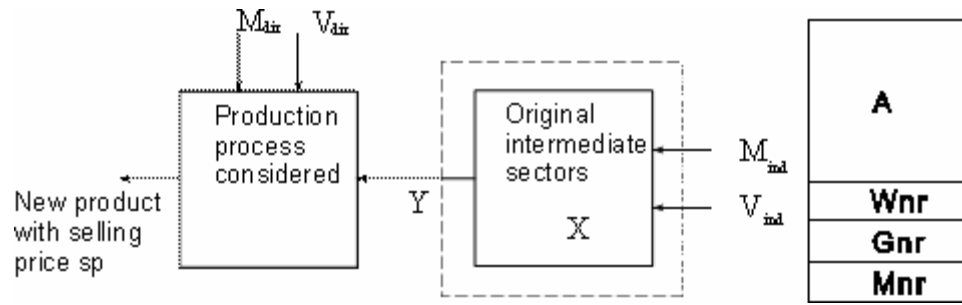 M_dir V_dir
Production
process
considered
Original
intermediate
sectors
X
Y
M_ind
V_ind
New product
with selling
price sp
A
Wnr
Gnr
Mnr